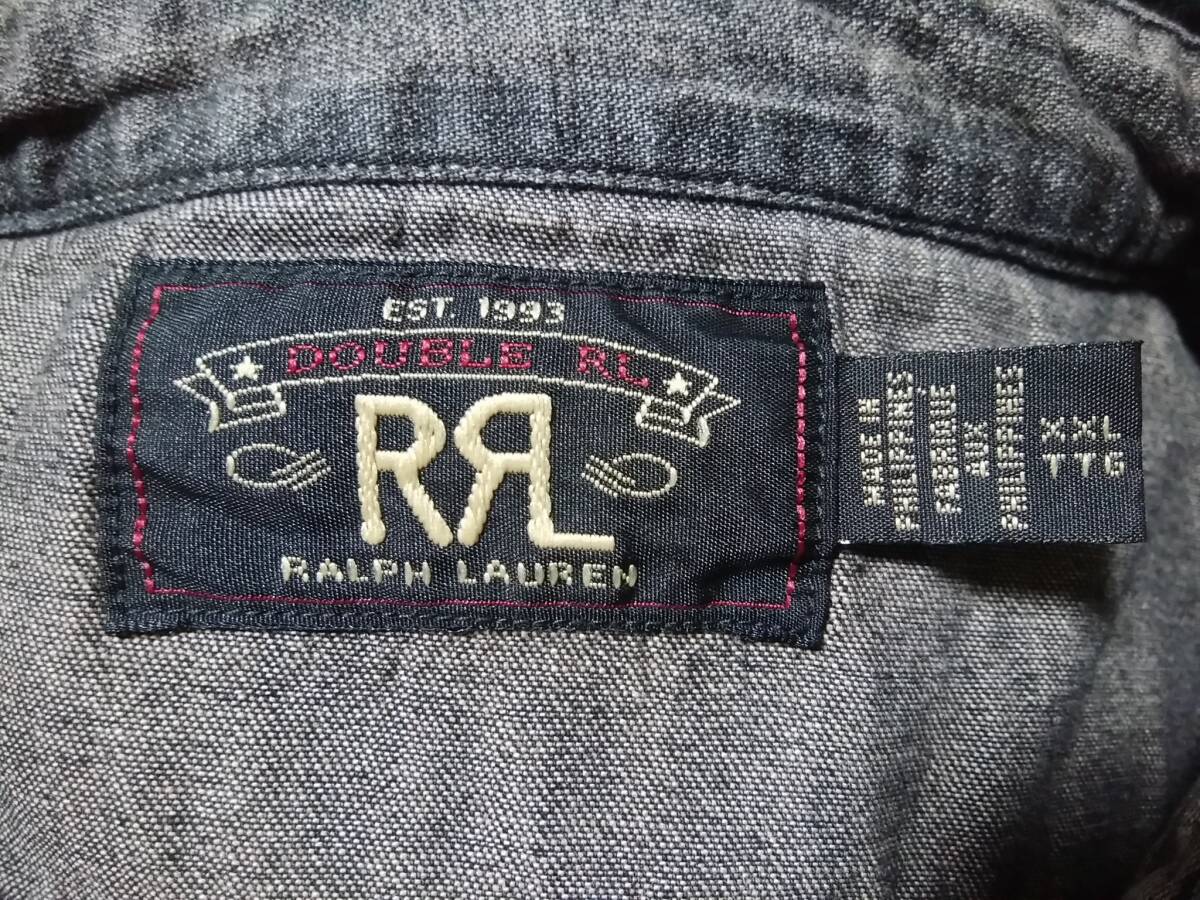 EST. 1993
DOUBLE RL
RRL
RALPH LAUREN
MADE IN
PHILIPPINES
FABRIQUE
AUX
PHILIPPINES
XXL
TTG